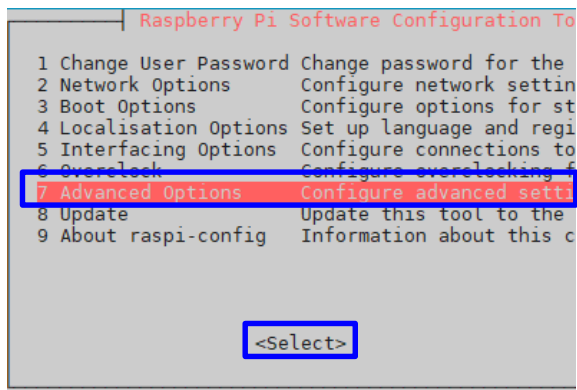 Raspberry Pi Software Configuration To
1 Change User Password Change password for the
2 Network Options Configure network settin
3 Boot Options Configure options for st
4 Localisation Options Set up language and regi
5 Interfacing Options Configure connections to
6 Overclock Configure overclocking f
7 Advanced Options Configure advanced setti
8 Update Update this tool to the
9 About raspi-config Information about this c
<Select>